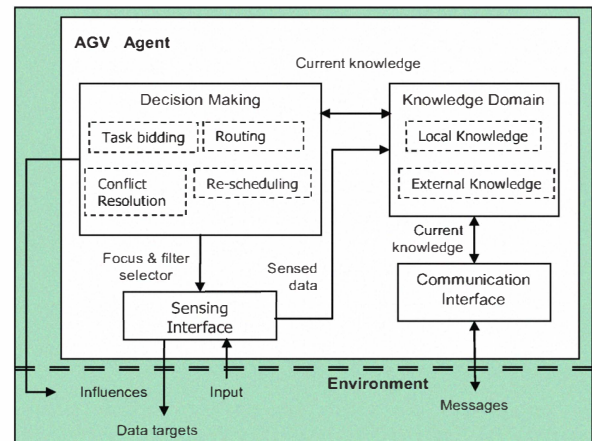 AGV Agent
Current knowledge
Decision Making
Task bidding
Routing
Conflict
Resolution
Re-scheduling
Knowledge Domain
Local Knowledge
External Knowledge
Focus & filter
selector
Sensed
data
Current
knowledge
Sensing
Interface
Communication
Interface
Environment
Influences
Input
Messages
Data targets